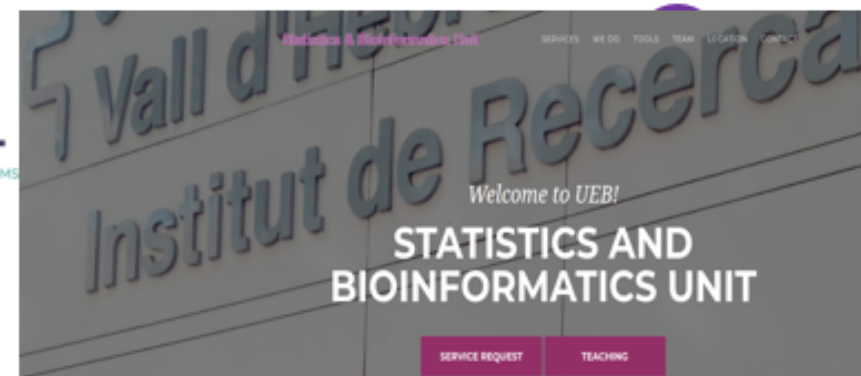 Statistics & Bioinformatics Unit
SERVICES WE DO TOOLS TEAM LOCATION CONTACT
Vall d'Hebr
Institut de Recerca
MS
Welcome to UEB!
STATISTICS AND
BIOINFORMATICS UNIT
SERVICE REQUEST TEACHING